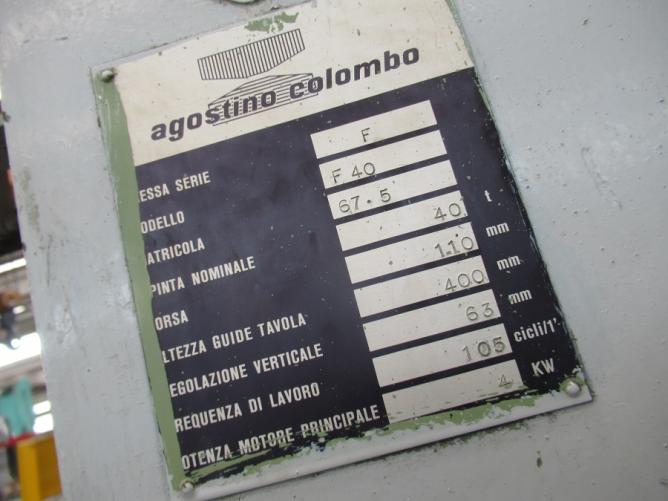 agostino colombo
ESSA SERIE F
ODELLO F 40
ATRICOLA 67.5
PINTA NOMINALE 40 t
ORSA 110 mm
LTEZZA GUIDE TAVOLA 400 mm
EGOLAZIONE VERTICALE 63 mm
REQUENZA DI LAVORO 105 cicli/1'
OTENZA MOTORE PRINCIPALE 4 KW